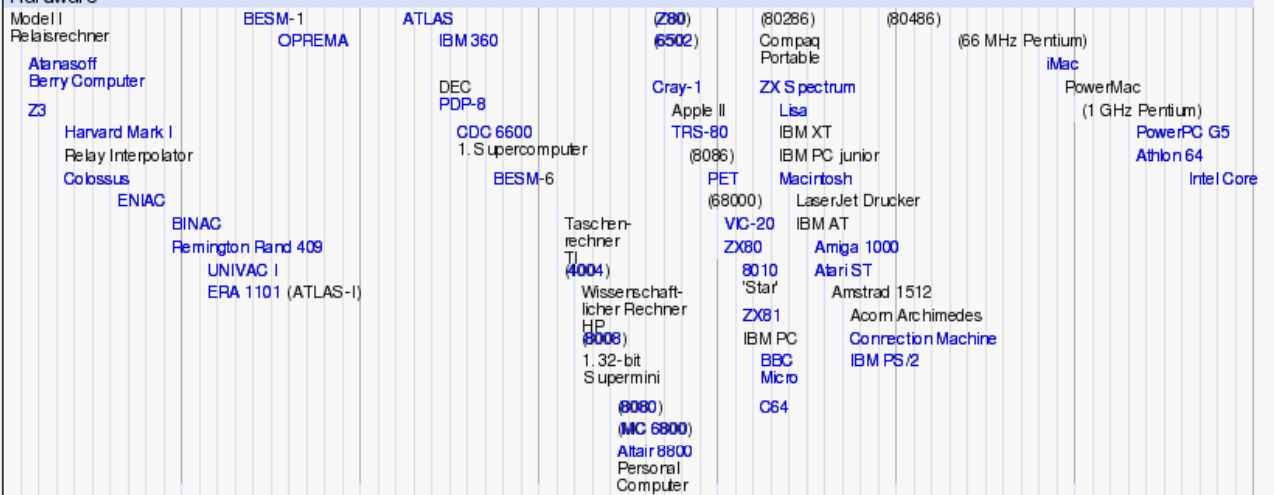 Hardware
Model I BESM-1 ATLAS (Z80) (80286) (80486)
Relaisrechner OPREMA IBM 360 (6502) Compaq (66 MHz Pentium)
Portable
Atanasoff iMac
Berry Computer DEC Cray-1 ZX Spectrum PowerMac
PDP-8
Z3 Apple II Lisa (1 GHz Pentium)
Harvard Mark I CDC 6600 TRS-80 IBM XT PowerPC G5
1. Supercomputer
Relay Interpolator (8086) IBM PC junior Athlon 64
Colossus BESM-6 PET Macintosh Intel Core
ENIAC (68000) LaserJet Drucker
BINAC Taschen- VIC-20 IBM AT
rechner
Remington Rand 409 ZX80 Amiga 1000
TI
UNIVAC I (4004) 8010 Atari ST
'Star'
ERA 1101 (ATLAS-I) Wissenschaft- Amstrad 1512
licher Rechner
ZX81 Acorn Archimedes
HP
(8008) IBM PC Connection Machine
1. 32-bit BBC IBM PS/2
Supermini Micro
(8080) C64
(MC 6800)
Altair 8800
Personal
Computer